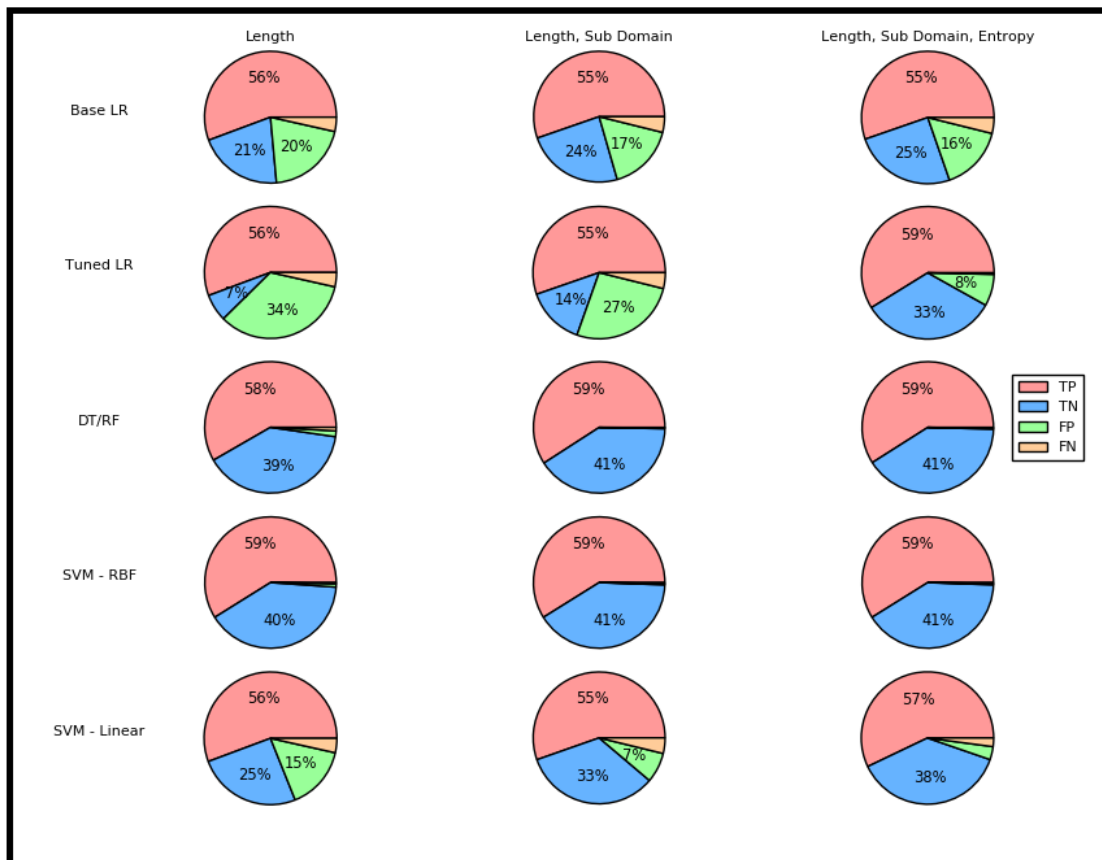 Length Length, Sub Domain Length, Sub Domain, Entropy
Base LR
56% 21% 20%
55% 24% 17%
55% 25% 16%
Tuned LR
56% 7% 34%
55% 14% 27%
59% 33% 8%
DT/RF
58% 39%
59% 41%
59% 41%
TP
TN
FP
FN
SVM - RBF
59% 40%
59% 41%
59% 41%
SVM - Linear
56% 25% 15%
55% 33% 7%
57% 38%